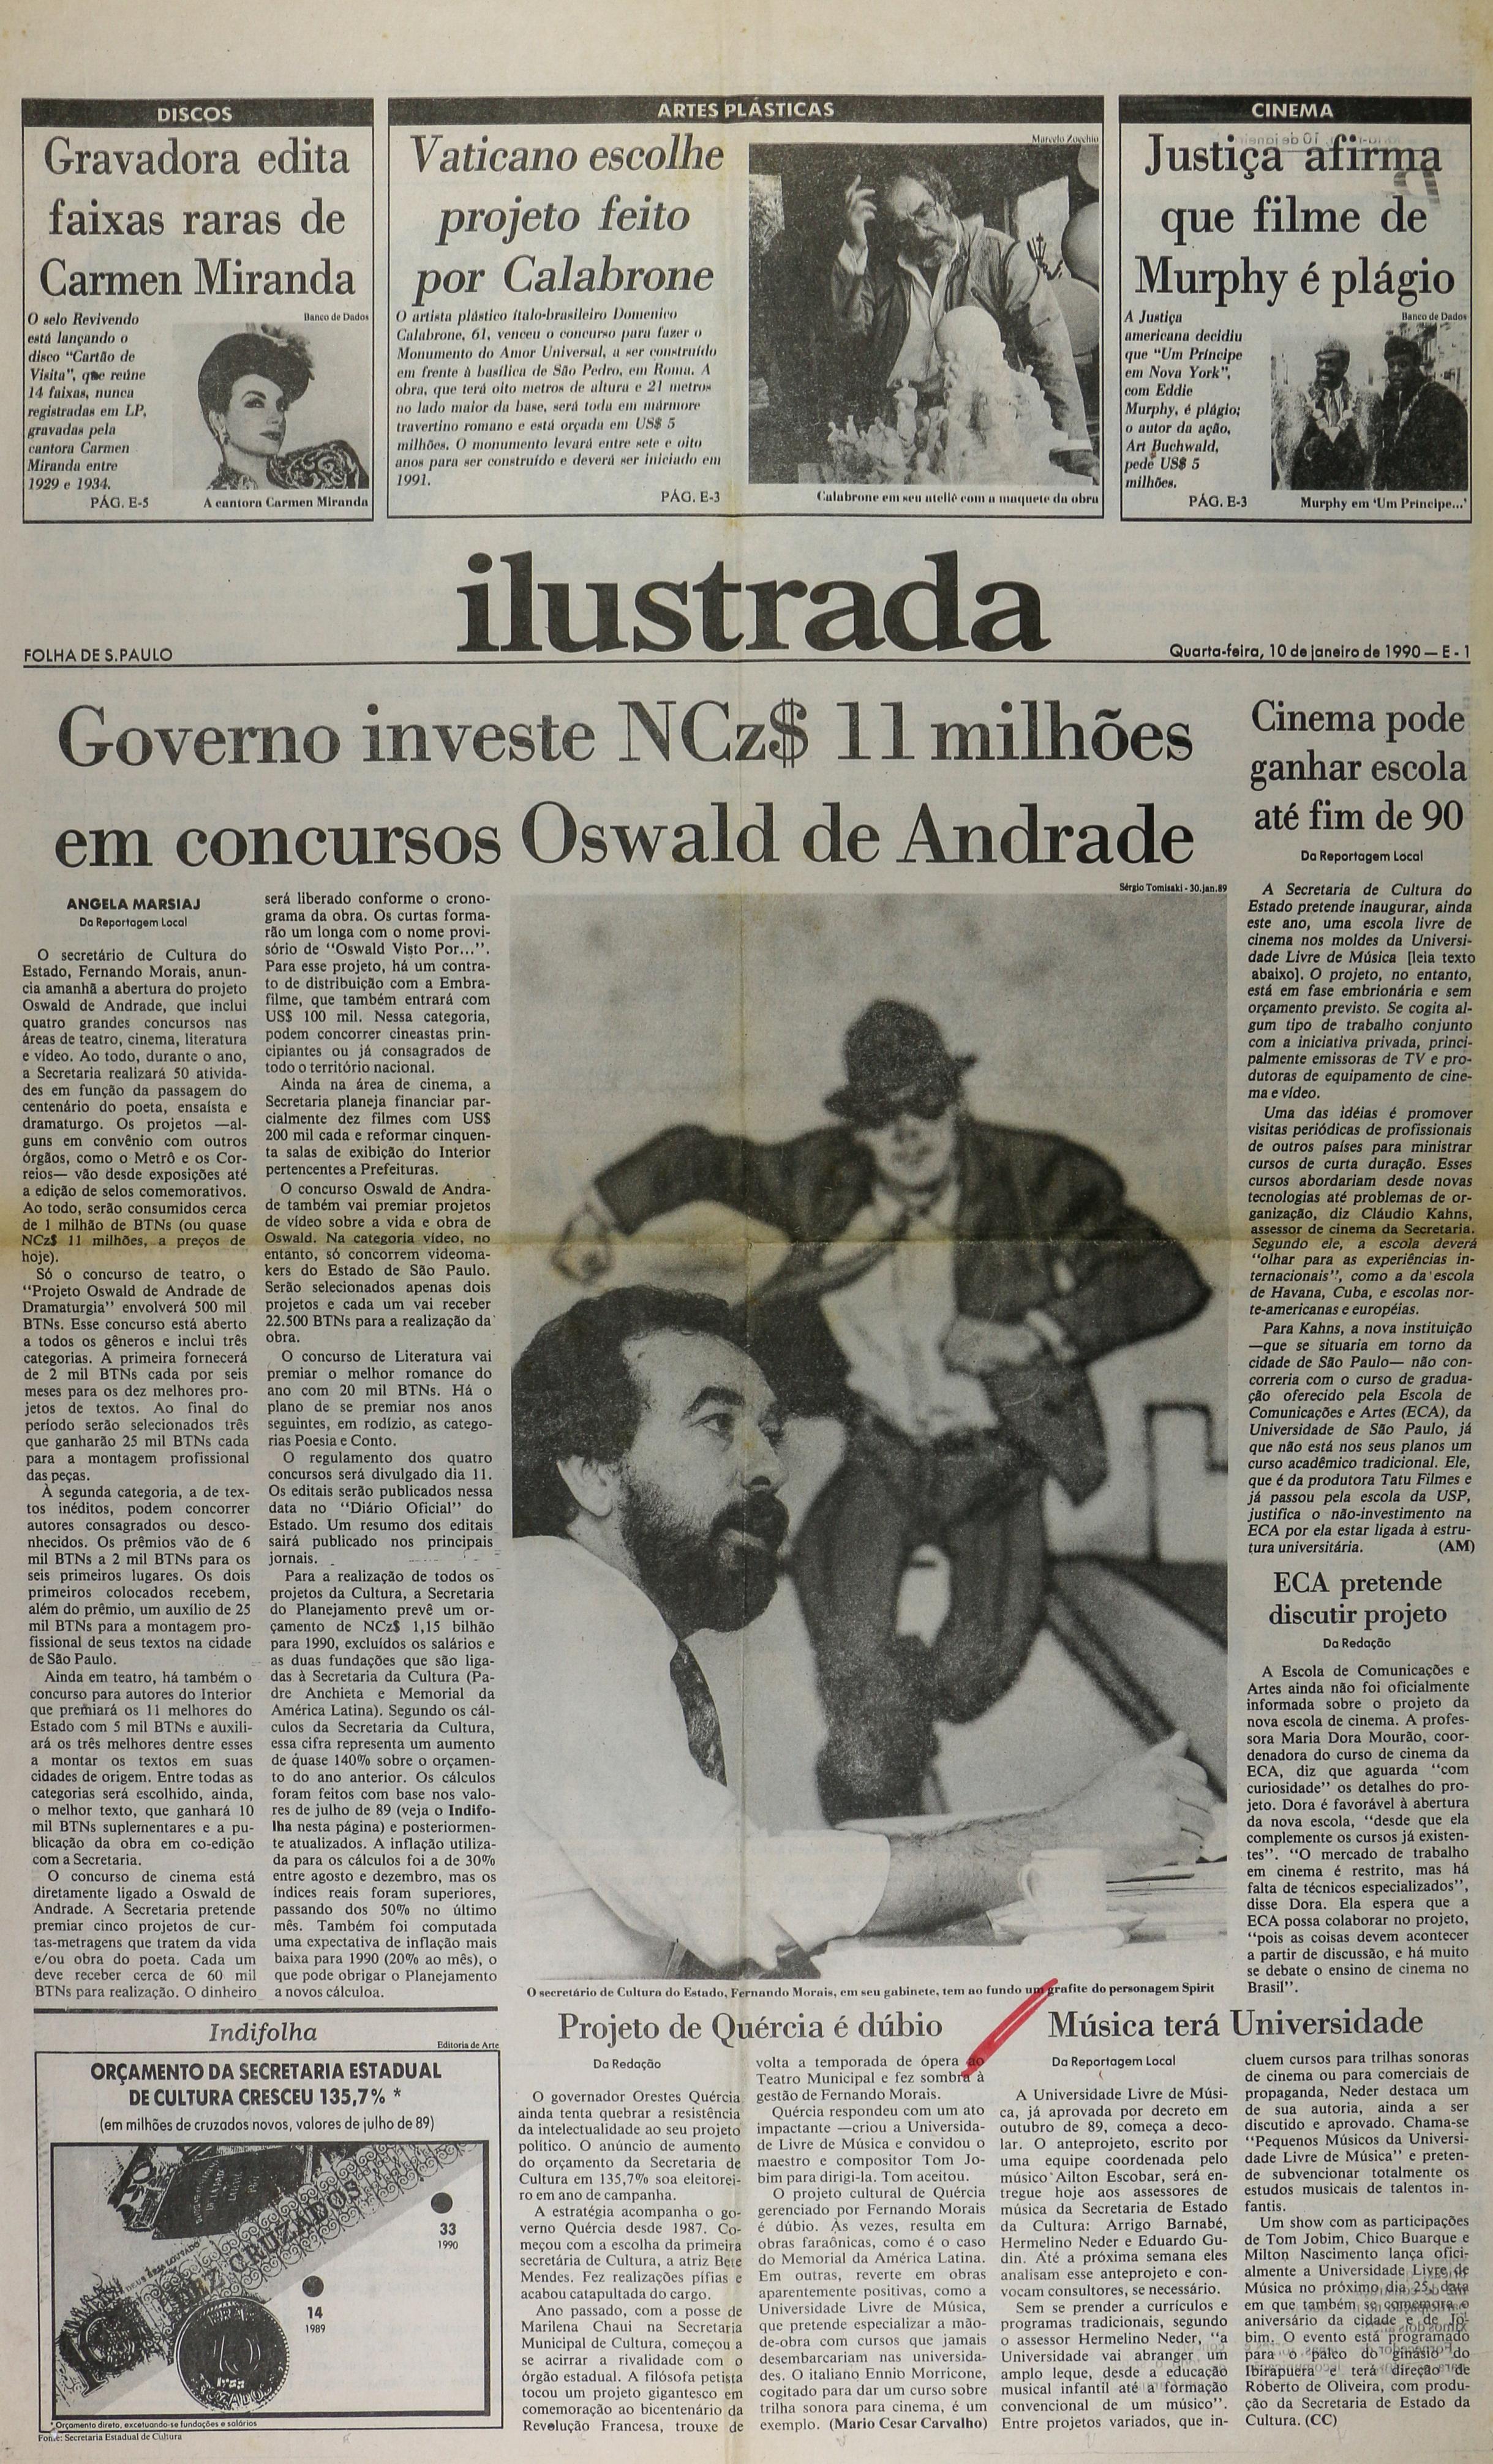 DISCOS
Gravadora edita
faixas raras de
Carmen Miranda
O selo Revivendo
está lançando o
disco "Cartão de
Visita", que reúne
14 faixas, nunca
registradas em LP,
gravadas pela
cantora Carmen
Miranda entre
1929 e 1934.
PÁG. E-5
Banco de Dados
A cantora Carmen Miranda
ARTES PLÁSTICAS
Vaticano escolhe
projeto feito
por Calabrone
O artista plástico ítalo-brasileiro Domenico
Calabrone, 61, venceu o concurso para fazer o
Monumento do Amor Universal, a ser construído
em frente à basílica de São Pedro, em Roma. A
obra, que terá oito metros de altura e 21 metros
no lado maior da base, será toda em mármore
travertino romano e está orçada em US$ 5
milhões. O monumento levará entre sete e oito
anos para ser construído e deverá ser iniciado em
1991.
PÁG. E-3
Marcelo Zocchio
Calabrone em seu ateliê com a maquete da obra
CINEMA
Justiça afirma
que filme de
Murphy é plágio
A Justiça
americana decidiu
que "Um Príncipe
em Nova York",
com Eddie
Murphy, é plágio;
o autor da ação,
Art Buchwald,
pede US$ 5
milhões.
PÁG. E-3
Banco de Dados
Murphy em 'Um Príncipe...'
ilustrada
FOLHA DE S.PAULO
Quarta-feira, 10 de janeiro de 1990 — E - 1
Governo investe NCz$ 11 milhões
em concursos Oswald de Andrade
ANGELA MARSIAJ
Da Reportagem Local
O secretário de Cultura do
Estado, Fernando Morais, anun-
cia amanhã a abertura do projeto
Oswald de Andrade, que inclui
quatro grandes concursos nas
áreas de teatro, cinema, literatura
e vídeo. Ao todo, durante o ano,
a Secretaria realizará 50 ativida-
des em função da passagem do
centenário do poeta, ensaísta e
dramaturgo. Os projetos —al-
guns em convênio com outros
órgãos, como o Metrô e os Cor-
reios— vão desde exposições até
a edição de selos comemorativos.
Ao todo, serão consumidos cerca
de 1 milhão de BTNs (ou quase
NCz$ 11 milhões, a preços de
hoje).
Só o concurso de teatro, o
"Projeto Oswald de Andrade de
Dramaturgia" envolverá 500 mil
BTNs. Esse concurso está aberto
a todos os gêneros e inclui três
categorias. A primeira fornecerá
de 2 mil BTNs cada por seis
meses para os dez melhores pro-
jetos de textos. Ao final do
período serão selecionados três
que ganharão 25 mil BTNs cada
para a montagem profissional
das peças.
À segunda categoria, a de tex-
tos inéditos, podem concorrer
autores consagrados ou desco-
nhecidos. Os prêmios vão de 6
mil BTNs a 2 mil BTNs para os
seis primeiros lugares. Os dois
primeiros colocados recebem,
além do prêmio, um auxílio de 25
mil BTNs para a montagem pro-
fissional de seus textos na cidade
de São Paulo.
Ainda em teatro, há também o
concurso para autores do Interior
que premiará os 11 melhores do
Estado com 5 mil BTNs e auxili-
ará os três melhores dentre esses
a montar os textos em suas
cidades de origem. Entre todas as
categorias será escolhido, ainda,
o melhor texto, que ganhará 10
mil BTNs suplementares e a pu-
blicação da obra em co-edição
com a Secretaria.
O concurso de cinema está
diretamente ligado a Oswald de
Andrade. A Secretaria pretende
premiar cinco projetos de cur-
tas-metragens que tratem da vida
e/ou obra do poeta. Cada um
deve receber cerca de 60 mil
BTNs para realização. O dinheiro
será liberado conforme o crono-
grama da obra. Os curtas forma-
rão um longa com o nome provi-
sório de "Oswald Visto Por...".
Para esse projeto, há um contra-
to de distribuição com a Embra-
filme, que também entrará com
US$ 100 mil. Nessa categoria,
podem concorrer cineastas prin-
cipiantes ou já consagrados de
todo o território nacional.
Ainda na área de cinema, a
Secretaria planeja financiar par-
cialmente dez filmes com US$
200 mil cada e reformar cinquen-
ta salas de exibição do Interior
pertencentes a Prefeituras.
O concurso Oswald de Andra-
de também vai premiar projetos
de vídeo sobre a vida e obra de
Oswald. Na categoria vídeo, no
entanto, só concorrem videoma-
kers do Estado de São Paulo.
Serão selecionados apenas dois
projetos e cada um vai receber
22.500 BTNs para a realização da
obra.
O concurso de Literatura vai
premiar o melhor romance do
ano com 20 mil BTNs. Há o
plano de se premiar nos anos
seguintes, em rodízio, as catego-
rias Poesia e Conto.
O regulamento dos quatro
concursos será divulgado dia 11.
Os editais serão publicados nessa
data no "Diário Oficial" do
Estado. Um resumo dos editais
sairá publicado nos principais
jornais.
Para a realização de todos os
projetos da Cultura, a Secretaria
do Planejamento prevê um or-
çamento de NCz$ 1,15 bilhão
para 1990, excluídos os salários e
as duas fundações que são liga-
das à Secretaria da Cultura (Pa-
dre Anchieta e Memorial da
América Latina). Segundo os cál-
culos da Secretaria da Cultura,
essa cifra representa um aumento
de quase 140% sobre o orçamen-
to do ano anterior. Os cálculos
foram feitos com base nos valo-
res de julho de 89 (veja o Indifo-
lha nesta página) e posteriormen-
te atualizados. A inflação utiliza-
da para os cálculos foi a de 30%
entre agosto e dezembro, mas os
índices reais foram superiores,
passando dos 50% no último
mês. Também foi computada
uma expectativa de inflação mais
baixa para 1990 (20% ao mês), o
que pode obrigar o Planejamento
a novos cálculoa.
Sérgio Tomisaki - 30.jan.89
O secretário de Cultura do Estado, Fernando Morais, em seu gabinete, tem ao fundo um grafite do personagem Spirit
Cinema pode
ganhar escola
até fim de 90
Da Reportagem Local
A Secretaria de Cultura do
Estado pretende inaugurar, ainda
este ano, uma escola livre de
cinema nos moldes da Universi-
dade Livre de Música [leia texto
abaixo]. O projeto, no entanto,
está em fase embrionária e sem
orçamento previsto. Se cogita al-
gum tipo de trabalho conjunto
com a iniciativa privada, princi-
palmente emissoras de TV e pro-
dutoras de equipamento de cine-
ma e vídeo.
Uma das idéias é promover
visitas periódicas de profissionais
de outros países para ministrar
cursos de curta duração. Esses
cursos abordariam desde novas
tecnologias até problemas de or-
ganização, diz Cláudio Kahns,
assessor de cinema da Secretaria.
Segundo ele, a escola deverá
"olhar para as experiências in-
ternacionais", como a da escola
de Havana, Cuba, e escolas nor-
te-americanas e européias.
Para Kahns, a nova instituição
—que se situaria em torno da
cidade de São Paulo— não con-
correria com o curso de gradua-
ção oferecido pela Escola de
Comunicações e Artes (ECA), da
Universidade de São Paulo, já
que não está nos seus planos um
curso acadêmico tradicional. Ele,
que é da produtora Tatu Filmes e
já passou pela escola da USP,
justifica o não-investimento na
ECA por ela estar ligada à estru-
tura universitária. (AM)
ECA pretende
discutir projeto
Da Redação
A Escola de Comunicações e
Artes ainda não foi oficialmente
informada sobre o projeto da
nova escola de cinema. A profes-
sora Maria Dora Mourão, coor-
denadora do curso de cinema da
ECA, diz que aguarda "com
curiosidade" os detalhes do pro-
jeto. Dora é favorável à abertura
da nova escola, "desde que ela
complemente os cursos já existen-
tes". "O mercado de trabalho
em cinema é restrito, mas há
falta de técnicos especializados",
disse Dora. Ela espera que a
ECA possa colaborar no projeto,
"pois as coisas devem acontecer
a partir de discussão, e há muito
se debate o ensino de cinema no
Brasil".
Indifolha
Editoria de Arte
ORÇAMENTO DA SECRETARIA ESTADUAL
DE CULTURA CRESCEU 135,7% *
(em milhões de cruzados novos, valores de julho de 89)
CRUZADOS
DEUS SEJA LOUVADO
33
1990
14
1989
10
* Orçamento direto, excetuando-se fundações e salários
Fonte: Secretaria Estadual de Cultura
Projeto de Quércia é dúbio
Da Redação
O governador Orestes Quércia
ainda tenta quebrar a resistência
da intelectualidade ao seu projeto
político. O anúncio de aumento
do orçamento da Secretaria de
Cultura em 135,7% soa eleitorei-
ro em ano de campanha.
A estratégia acompanha o go-
verno Quércia desde 1987. Co-
meçou com a escolha da primeira
secretária de Cultura, a atriz Bete
Mendes. Fez realizações pífias e
acabou catapultada do cargo.
Ano passado, com a posse de
Marilena Chaui na Secretaria
Municipal de Cultura, começou a
se acirrar a rivalidade com o
órgão estadual. A filósofa petista
tocou um projeto gigantesco em
comemoração ao bicentenário da
Revolução Francesa, trouxe de
volta a temporada de ópera ao
Teatro Municipal e fez sombra à
gestão de Fernando Morais.
Quércia respondeu com um ato
impactante —criou a Universida-
de Livre de Música e convidou o
maestro e compositor Tom Jo-
bim para dirigi-la. Tom aceitou.
O projeto cultural de Quércia
gerenciado por Fernando Morais
é dúbio. Às vezes, resulta em
obras faraônicas, como é o caso
do Memorial da América Latina.
Em outras, reverte em obras
aparentemente positivas, como a
Universidade Livre de Música,
que pretende especializar a mão-
de-obra com cursos que jamais
desembarcariam nas universida-
des. O italiano Ennio Morricone,
cogitado para dar um curso sobre
trilha sonora para cinema, é um
exemplo. (Mario Cesar Carvalho)
Música terá Universidade
Da Reportagem Local
A Universidade Livre de Músi-
ca, já aprovada por decreto em
outubro de 89, começa a deco-
lar. O anteprojeto, escrito por
uma equipe coordenada pelo
músico Ailton Escobar, será en-
tregue hoje aos assessores de
música da Secretaria de Estado
da Cultura: Arrigo Barnabé,
Hermelino Neder e Eduardo Gu-
din. Até a próxima semana eles
analisam esse anteprojeto e con-
vocam consultores, se necessário.
Sem se prender a currículos e
programas tradicionais, segundo
o assessor Hermelino Neder, "a
Universidade vai abranger um
amplo leque, desde a educação
musical infantil até a formação
convencional de um músico".
Entre projetos variados, que in-
cluem cursos para trilhas sonoras
de cinema ou para comerciais de
propaganda, Neder destaca um
de sua autoria, ainda a ser
discutido e aprovado. Chama-se
"Pequenos Músicos da Universi-
dade Livre de Música" e preten-
de subvencionar totalmente os
estudos musicais de talentos in-
fantis.
Um show com as participações
de Tom Jobim, Chico Buarque e
Milton Nascimento lança ofici-
almente a Universidade Livre de
Música no próximo dia 25, data
em que também se comemora o
aniversário da cidade e de Jo-
bim. O evento está programado
para o palco do ginásio do
Ibirapuera e terá direção de
Roberto de Oliveira, com produ-
ção da Secretaria de Estado da
Cultura. (CC)